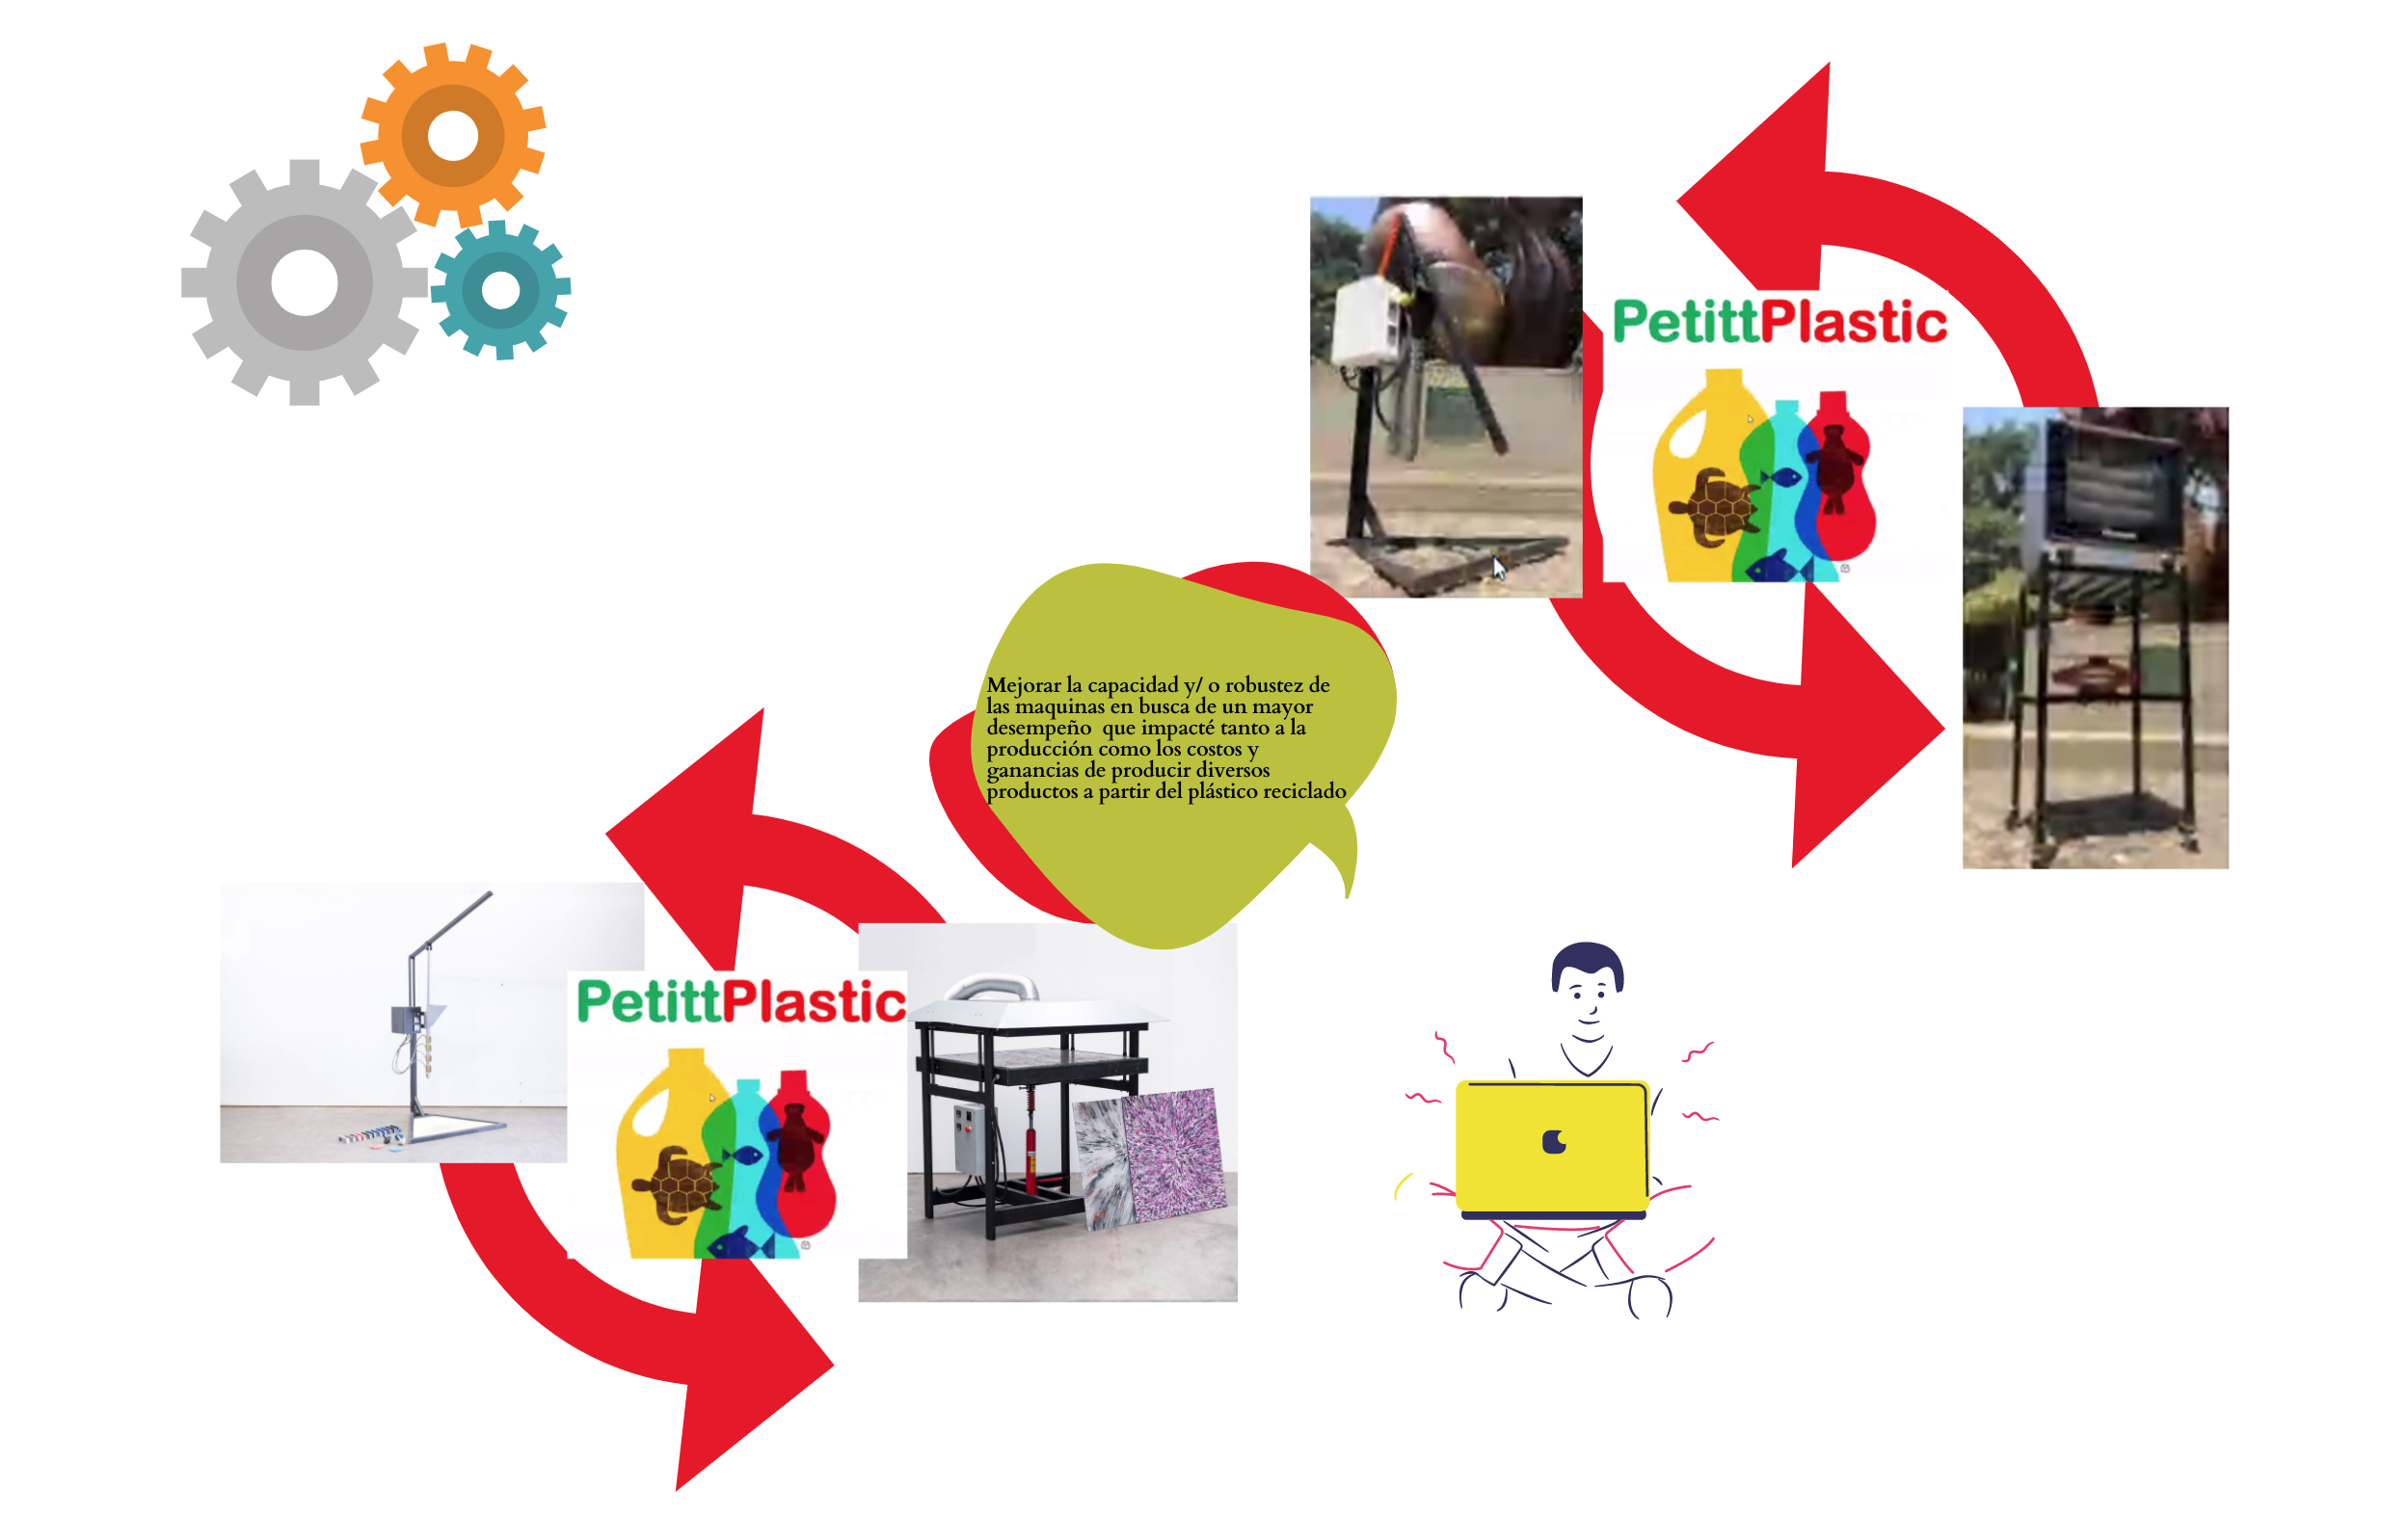 PetittPlastic
Mejorar la capacidad y/ o robustez de
las maquinas en busca de un mayor
desempeño  que impacté tanto a la
producción como los costos y
ganancias de producir diversos
productos a partir del plástico reciclado
PetittPlastic